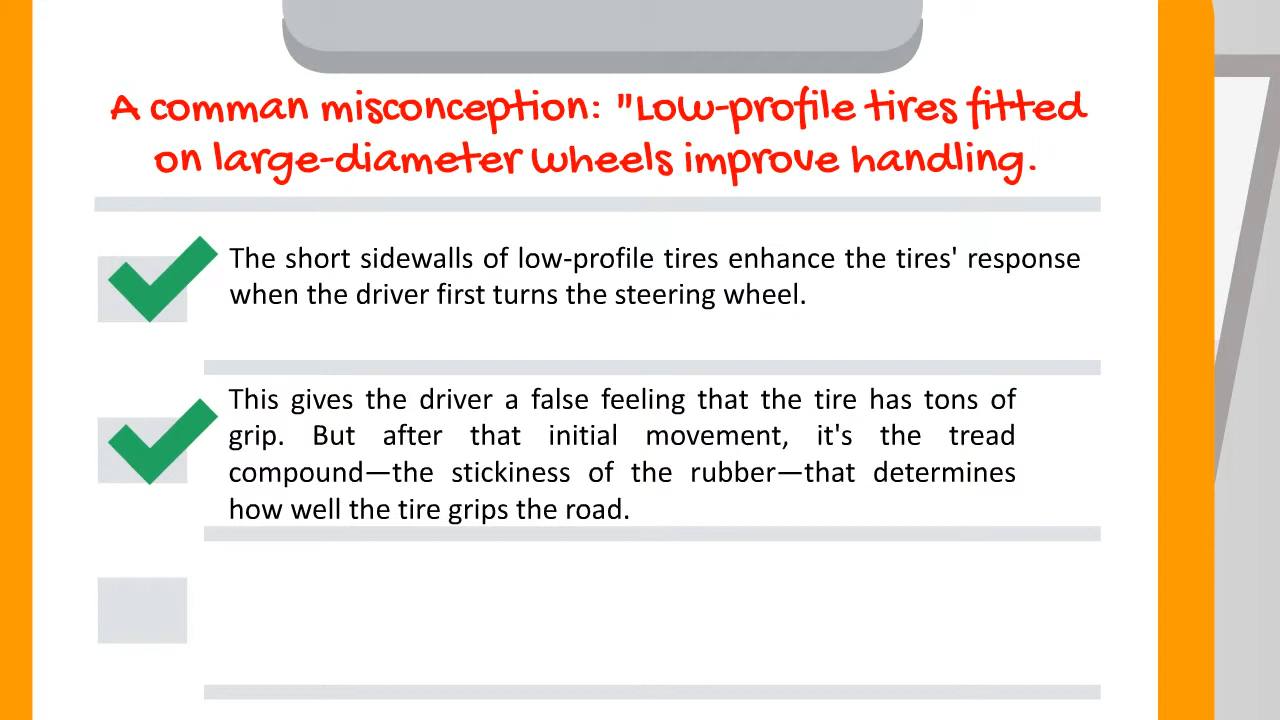 A comman misconception: "Low-profile tires fitted
on large-diameter wheels improve handling.
The short sidewalls of low-profile tires enhance the tires' response
when the driver first turns the steering wheel.
This gives the driver a false feeling that the tire has tons of
grip. But after that initial movement, it's the tread
compound—the stickiness of the rubber—that determines
how well the tire grips the road.